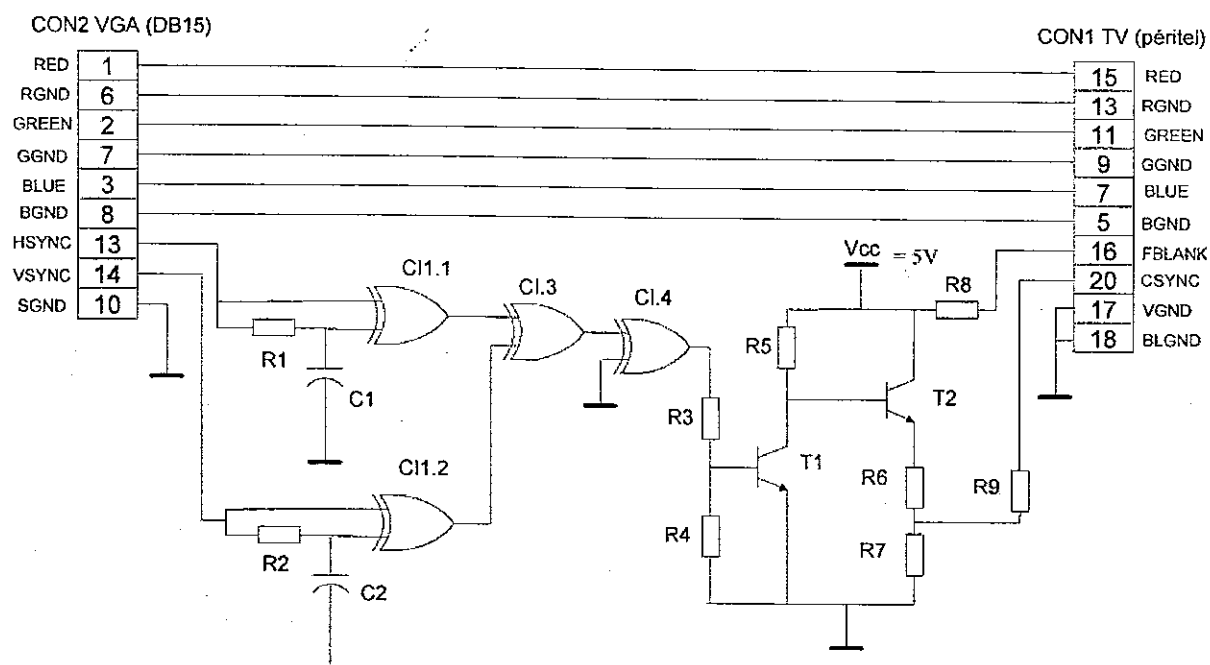 CON2 VGA (DB15)
RED 1
RGND 6
GREEN 2
GGND 7
BLUE 3
BGND 8
HSYNC 13
VSYNC 14
SGND 10
CON1 TV (péritel)
15 RED
13 RGND
11 GREEN
9 GGND
7 BLUE
5 BGND
16 FBLANK
20 CSYNC
17 VGND
18 BLGND
CI1.1
CI.3
CI.4
Vcc = 5V
R8
R1
C1
R5
R3
T2
CI1.2
T1
R6
R9
R4
R2
R7
C2